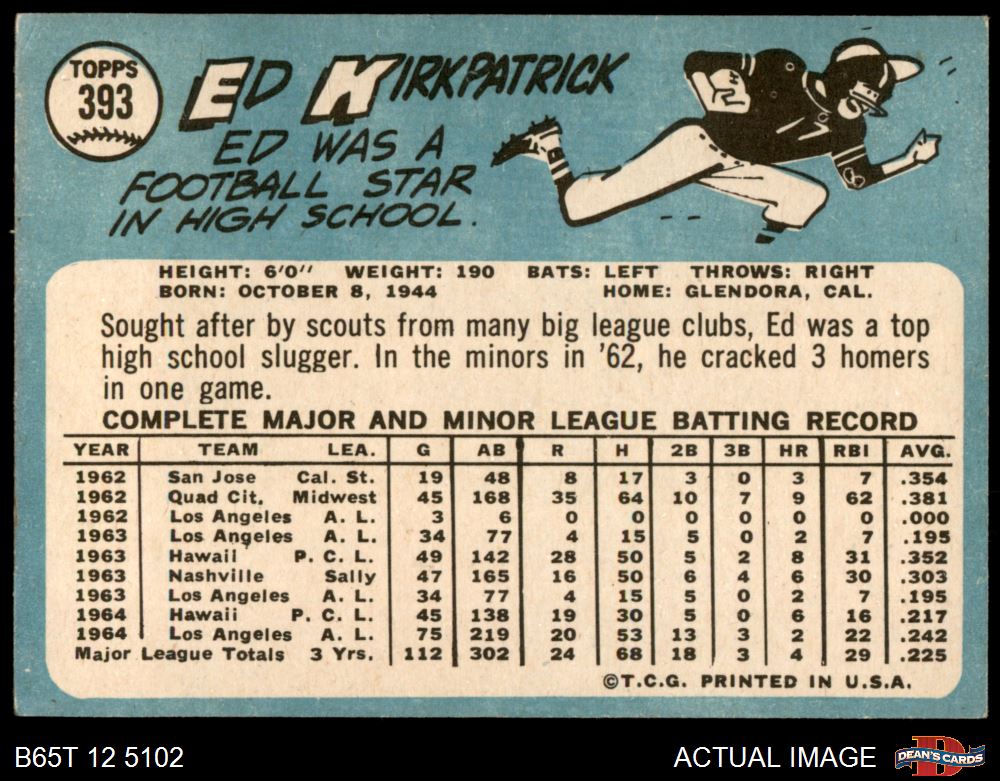 TOPPS
393
ED KIRKPATRICK
ED WAS A
FOOTBALL STAR
IN HIGH SCHOOL.
HEIGHT: 6'0" WEIGHT: 190 BATS: LEFT THROWS: RIGHT
BORN: OCTOBER 8, 1944 HOME: GLENDORA, CAL.
Sought after by scouts from many big league clubs, Ed was a top
high school slugger. In the minors in '62, he cracked 3 homers
in one game.
COMPLETE MAJOR AND MINOR LEAGUE BATTING RECORD
YEAR TEAM LEA. G AB R H 2B 3B HR RBI AVG.
1962 San Jose Cal. St. 19 48 8 17 3 0 3 7 .354
1962 Quad Cit. Midwest 45 168 35 64 10 7 9 62 .381
1962 Los Angeles A. L. 3 6 0 0 0 0 0 0 .000
1963 Los Angeles A. L. 34 77 4 15 5 0 2 7 .195
1963 Hawaii P. C. L. 49 142 28 50 5 2 8 31 .352
1963 Nashville Sally 47 165 16 50 6 4 6 30 .303
1963 Los Angeles A. L. 34 77 4 15 5 0 2 7 .195
1964 Hawaii P. C. L. 45 138 19 30 5 0 6 16 .217
1964 Los Angeles A. L. 75 219 20 53 13 3 2 22 .242
Major League Totals 3 Yrs. 112 302 24 68 18 3 4 29 .225
©T.C.G. PRINTED IN U.S.A.
B65T 12 5102 ACTUAL IMAGE
DEAN'S CARDS